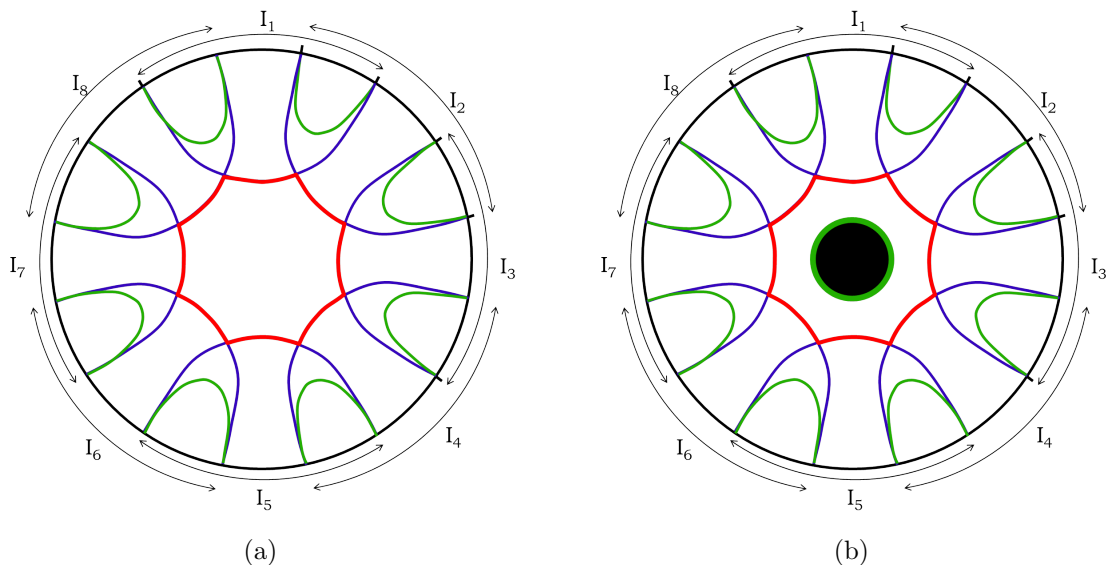 I₁ I₁
I₈ I₂ I₈ I₂
I₇ I₃ I₇ I₃
I₆ I₄ I₆ I₄
I₅ I₅
(a) (b)